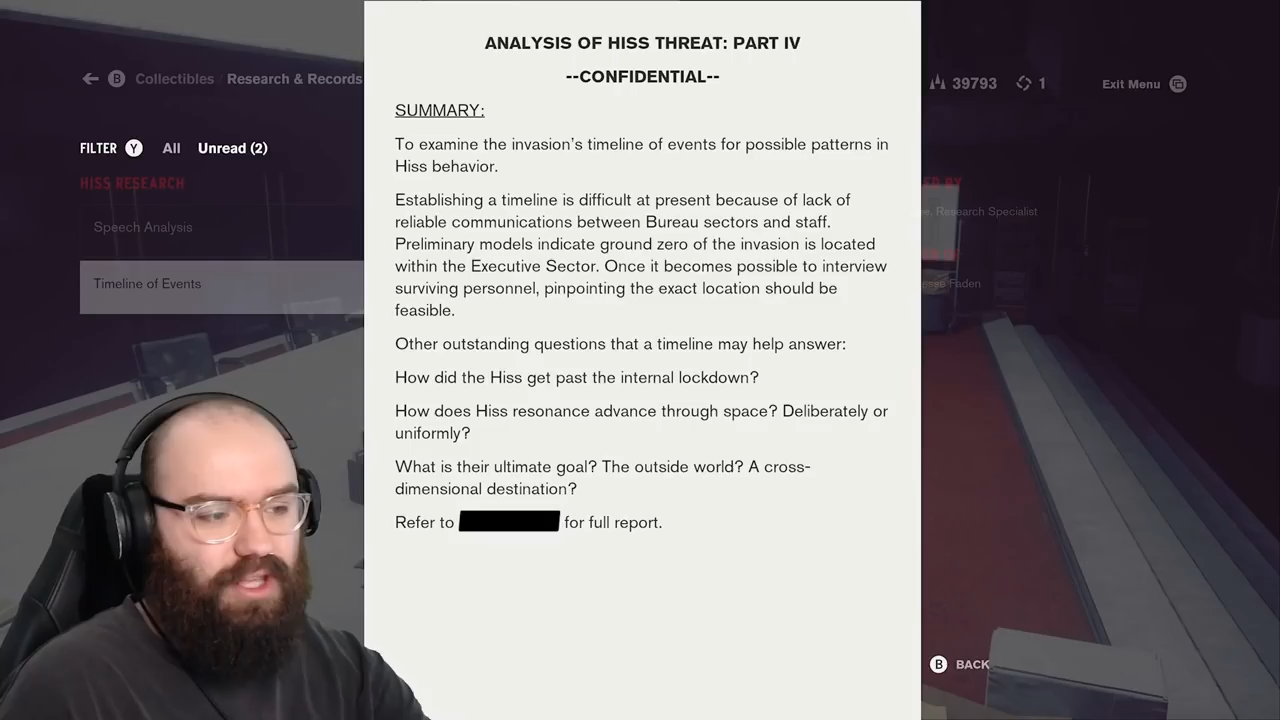 ANALYSIS OF HISS THREAT: PART IV
--CONFIDENTIAL--
B Collectibles / Research & Records
39793
1
Exit Menu
SUMMARY:
To examine the invasion's timeline of events for possible patterns in
Hiss behavior.
FILTER Y All Unread (2)
HISS RESEARCH
Speech Analysis
Timeline of Events
Establishing a timeline is difficult at present because of lack of
reliable communications between Bureau sectors and staff.
Preliminary models indicate ground zero of the invasion is located
within the Executive Sector. Once it becomes possible to interview
surviving personnel, pinpointing the exact location should be
feasible.
Research Specialist
Faden
Other outstanding questions that a timeline may help answer:
How did the Hiss get past the internal lockdown?
How does Hiss resonance advance through space? Deliberately or
uniformly?
What is their ultimate goal? The outside world? A cross-
dimensional destination?
Refer to for full report.
B BACK